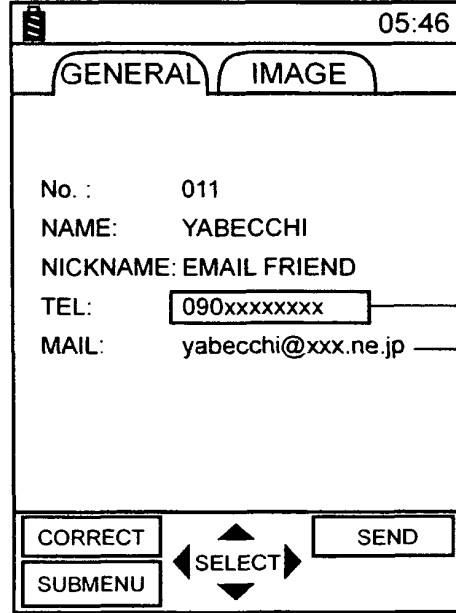 05:46
GENERAL IMAGE
No. : 011
NAME: YABECCHI
NICKNAME: EMAIL FRIEND
TEL: 090xxxxxxxx
MAIL: yabecchi@xxx.ne.jp
CORRECT SEND
SELECT
SUBMENU